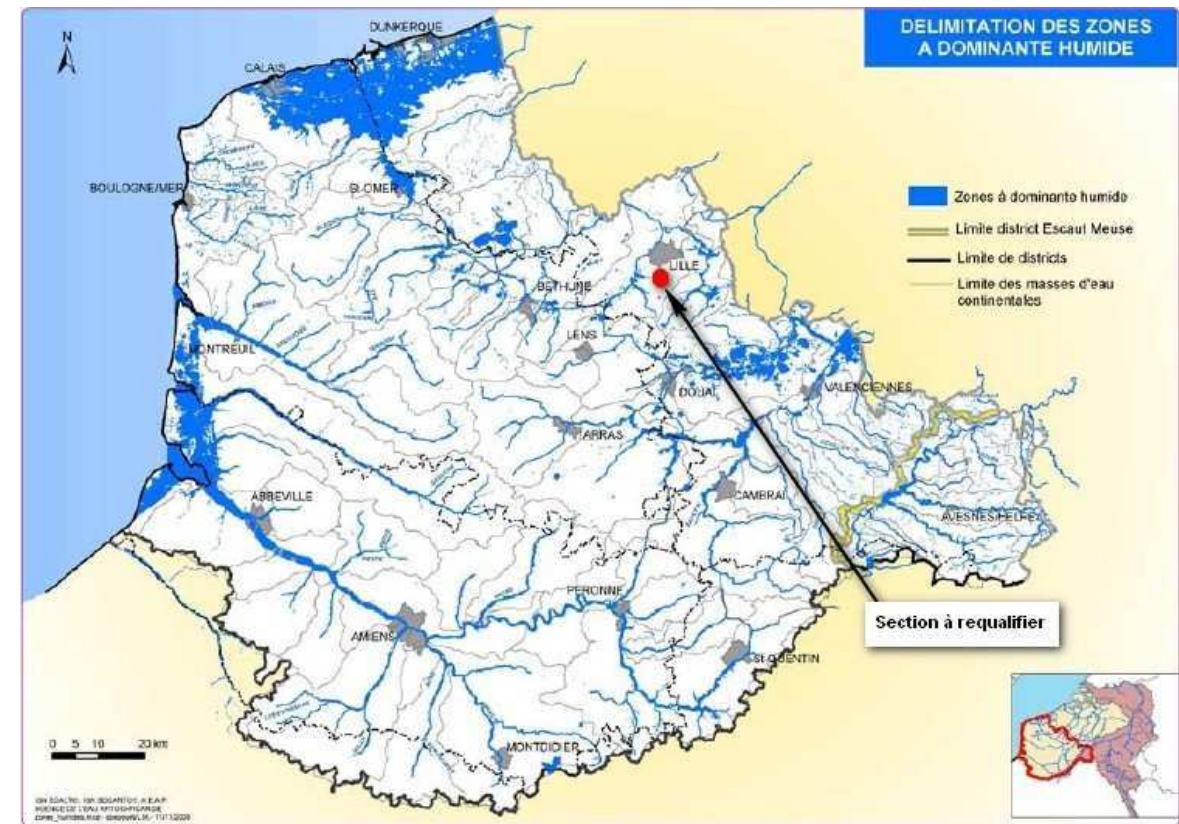 DELIMITATION DES ZONES
A DOMINANTE HUMIDE
N
DUNKERQUE
CALAIS
BOULOGNE/MER
St-OMER
LILLE
BETHUNE
LENS
MONTREUIL
DOUAI
VALENCIENNES
ARRAS
CAMBRAI
ABBEVILLE
PERONNE
AMIENS
St-QUENTIN
MONTDIDIER
Zones à dominante humide
Limite district Escaut Meuse
Limite de districts
Limite des masses d'eau
continentales
Section à requalifier
0 5 10 20 km